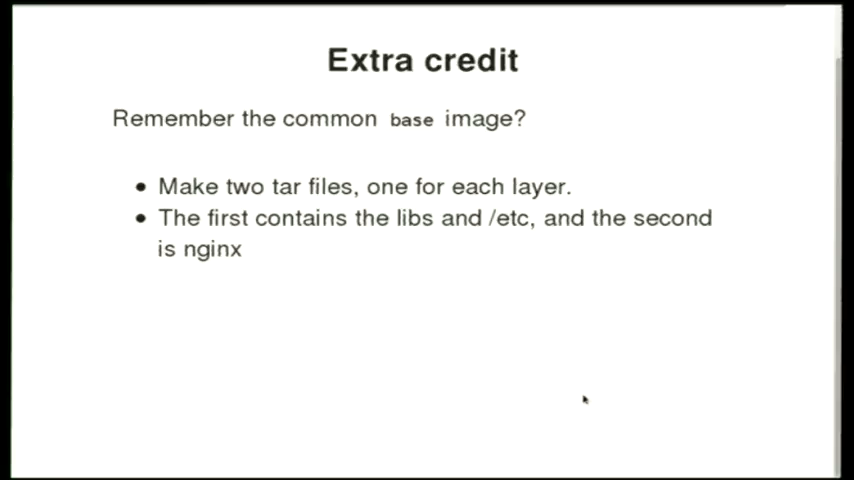 Extra credit
Remember the common base image?
● Make two tar files, one for each layer.
● The first contains the libs and /etc, and the second
is nginx